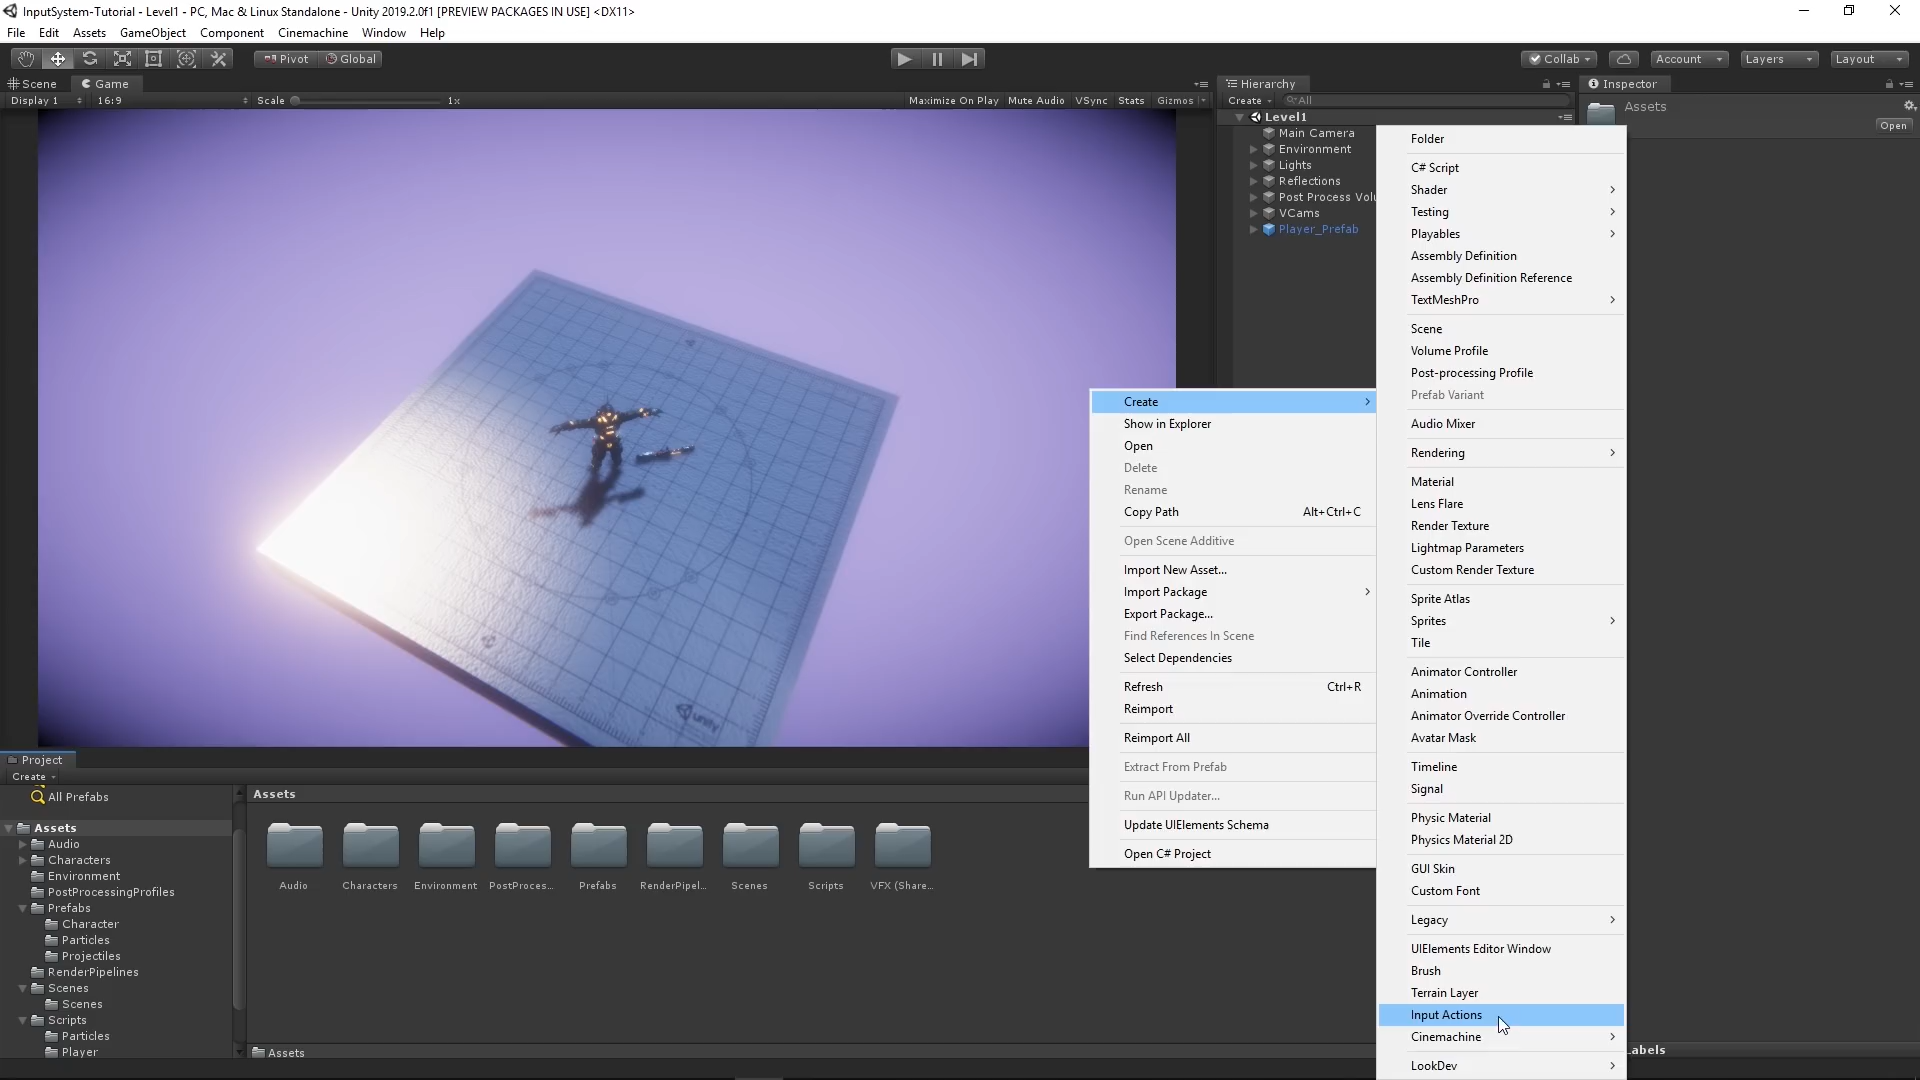 InputSystem-Tutorial - Level1 - PC, Mac & Linux Standalone - Unity 2019.2.0f1 [PREVIEW PACKAGES IN USE] <DX11>
File Edit Assets GameObject Component Cinemachine Window Help
Pivot Global Collab Account Layers Layout
Scene Game Hierarchy Inspector
Display 1 16:9 Scale 1x Maximize On Play Mute Audio VSync Stats Gizmos Create All Assets
Open
Level1
Main Camera
Environment
Lights
Reflections
Post Process Volu
VCams
Player_Prefab
unity
Create
Show in Explorer
Open
Delete
Rename
Copy Path Alt+Ctrl+C
Open Scene Additive
Import New Asset...
Import Package
Export Package...
Find References In Scene
Select Dependencies
Refresh Ctrl+R
Reimport
Reimport All
Extract From Prefab
Run API Updater...
Update UIElements Schema
Open C# Project
Folder
C# Script
Shader
Testing
Playables
Assembly Definition
Assembly Definition Reference
TextMeshPro
Scene
Volume Profile
Post-processing Profile
Prefab Variant
Audio Mixer
Rendering
Material
Lens Flare
Render Texture
Lightmap Parameters
Custom Render Texture
Sprite Atlas
Sprites
Tile
Animator Controller
Animation
Animator Override Controller
Avatar Mask
Timeline
Signal
Physic Material
Physics Material 2D
GUI Skin
Custom Font
Legacy
UIElements Editor Window
Brush
Terrain Layer
Input Actions
Cinemachine
LookDev
Project
Create
All Prefabs
Assets
Audio
Characters
Environment
PostProcessingProfiles
Prefabs
Character
Particles
Projectiles
RenderPipelines
Scenes
Scenes
Scripts
Particles
Player
Assets
Audio Characters Environment PostProces... Prefabs RenderPipel... Scenes Scripts VFX (Share...
Assets
Labels